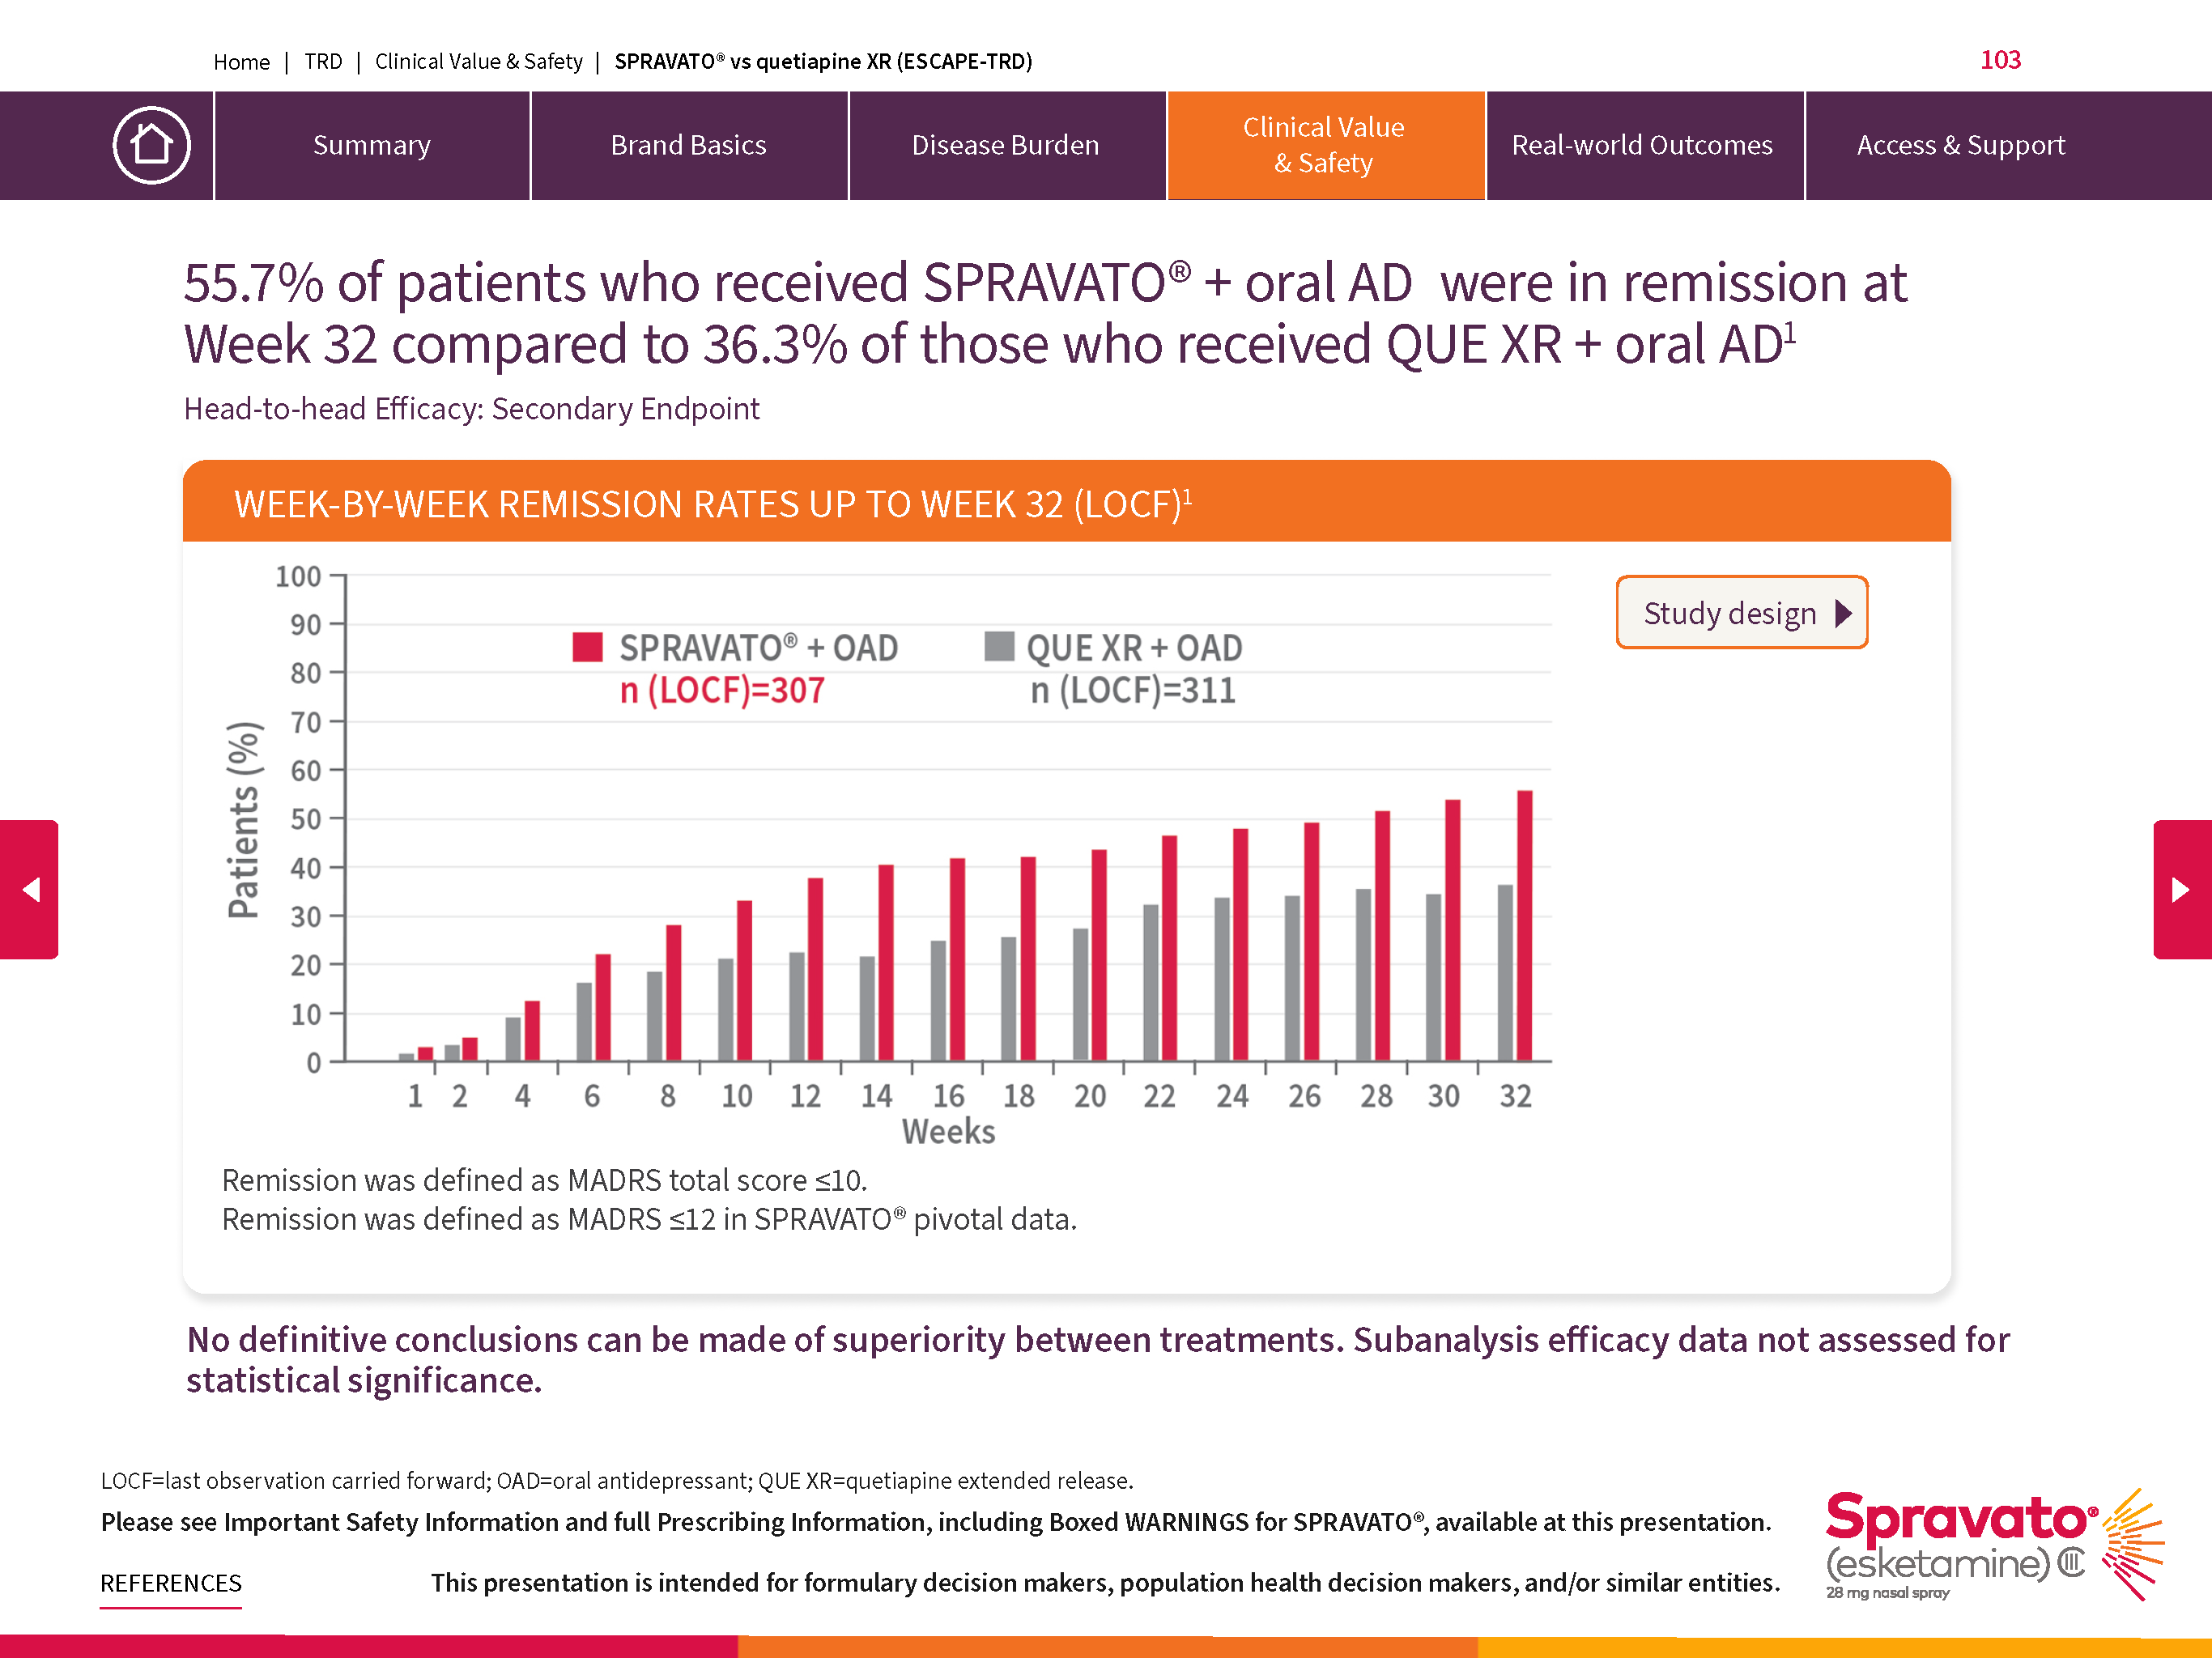 Home | TRD | Clinical Value & Safety | SPRAVATO® vs quetiapine XR (ESCAPE-TRD)
103
Summary
Brand Basics
Disease Burden
Clinical Value
& Safety
Real-world Outcomes
Access & Support
55.7% of patients who received SPRAVATO® + oral AD were in remission at
Week 32 compared to 36.3% of those who received QUE XR + oral AD¹
Head-to-head Efficacy: Secondary Endpoint
WEEK-BY-WEEK REMISSION RATES UP TO WEEK 32 (LOCF)¹
Study design
100
90
80
70
60
50
40
30
20
10
0
Patients (%)
SPRAVATO® + OAD
n (LOCF)=307
QUE XR + OAD
n (LOCF)=311
1 2 4 6 8 10 12 14 16 18 20 22 24 26 28 30 32
Weeks
Remission was defined as MADRS total score ≤10.
Remission was defined as MADRS ≤12 in SPRAVATO® pivotal data.
No definitive conclusions can be made of superiority between treatments. Subanalysis efficacy data not assessed for
statistical significance.
LOCF=last observation carried forward; OAD=oral antidepressant; QUE XR=quetiapine extended release.
Please see Important Safety Information and full Prescribing Information, including Boxed WARNINGS for SPRAVATO®, available at this presentation.
REFERENCES
This presentation is intended for formulary decision makers, population health decision makers, and/or similar entities.
Spravato®
(esketamine) CIII
28 mg nasal spray